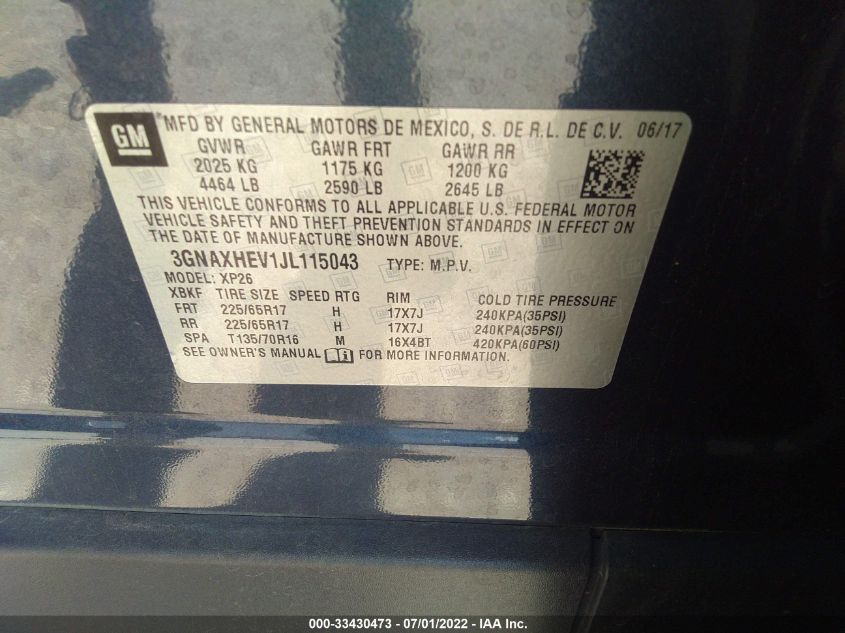 GM
MFD BY GENERAL MOTORS DE MEXICO, S. DE R.L. DE C.V. 06/17
GVWR GAWR FRT GAWR RR
2025 KG 1175 KG 1200 KG
4464 LB 2590 LB 2645 LB
THIS VEHICLE CONFORMS TO ALL APPLICABLE U.S. FEDERAL MOTOR
VEHICLE SAFETY AND THEFT PREVENTION STANDARDS IN EFFECT ON
THE DATE OF MANUFACTURE SHOWN ABOVE.
3GNAXHEV1JL115043 TYPE: M.P.V.
MODEL: XP26
XBKF TIRE SIZE SPEED RTG RIM COLD TIRE PRESSURE
FRT 225/65R17 H 17X7J 240KPA(35PSI)
RR 225/65R17 H 17X7J 240KPA(35PSI)
SPA T135/70R16 M 16X4BT 420KPA(60PSI)
SEE OWNER'S MANUAL FOR MORE INFORMATION.
000-33430473 - 07/01/2022 - IAA Inc.